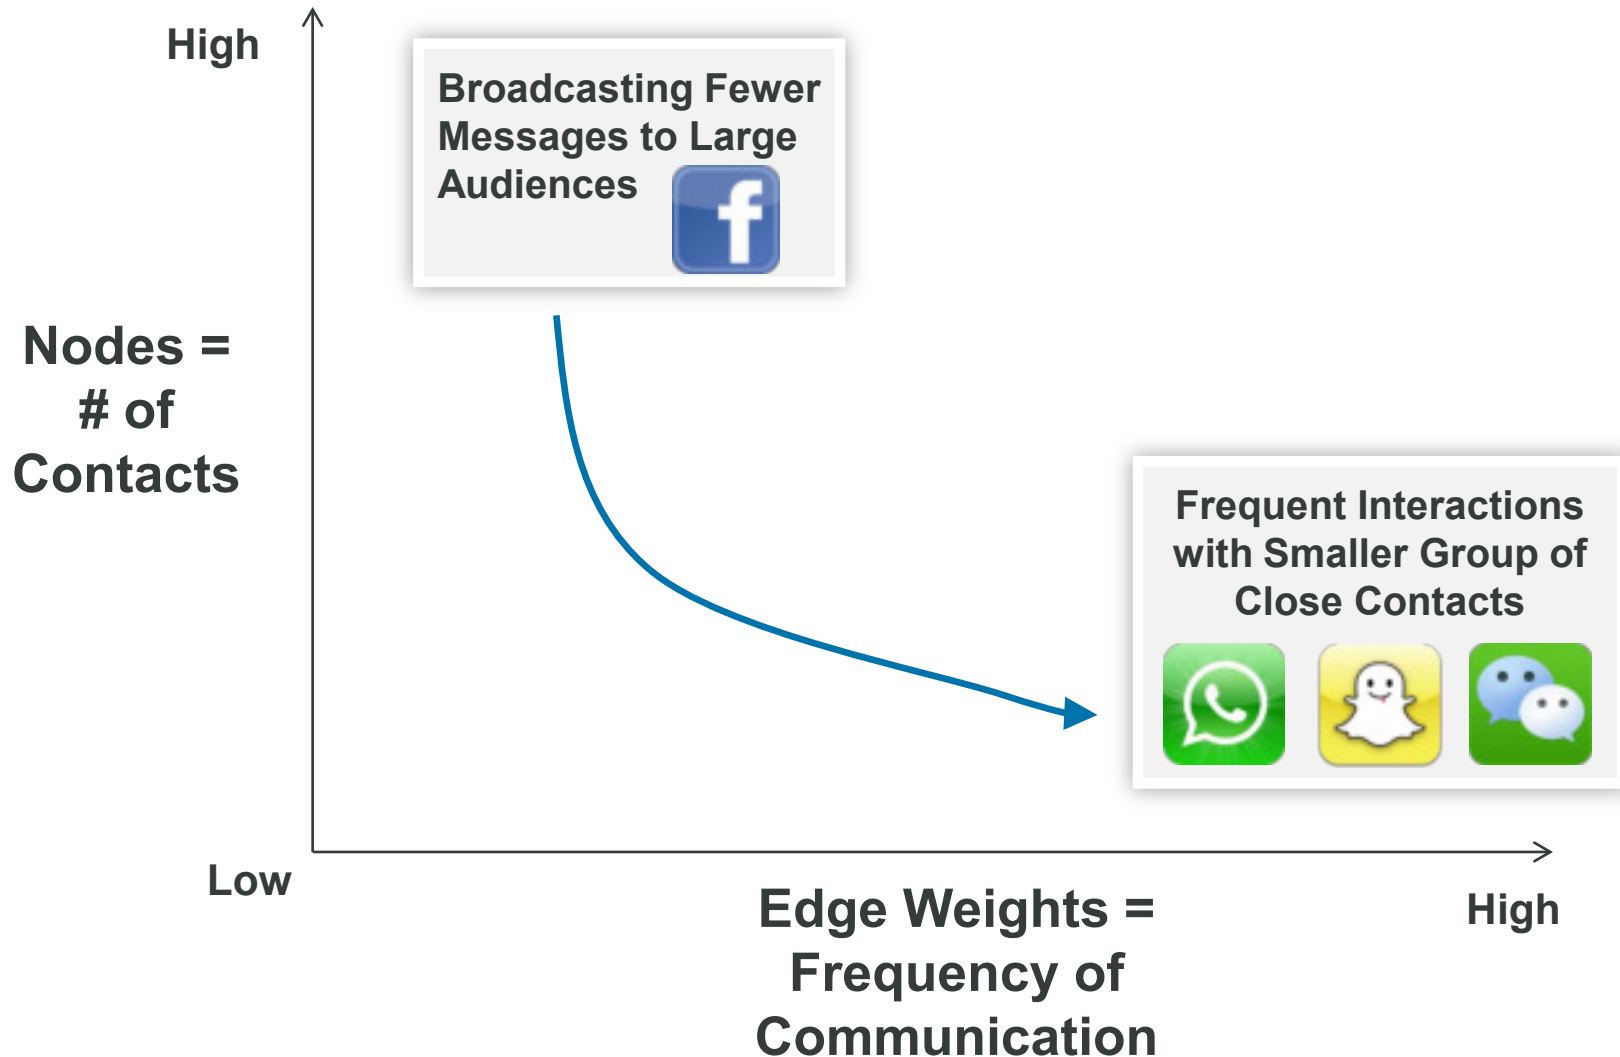 High
Broadcasting Fewer
Messages to Large
Audiences
f
Nodes =
# of
Contacts
Frequent Interactions
with Smaller Group of
Close Contacts
Low
Edge Weights =
Frequency of
Communication
High